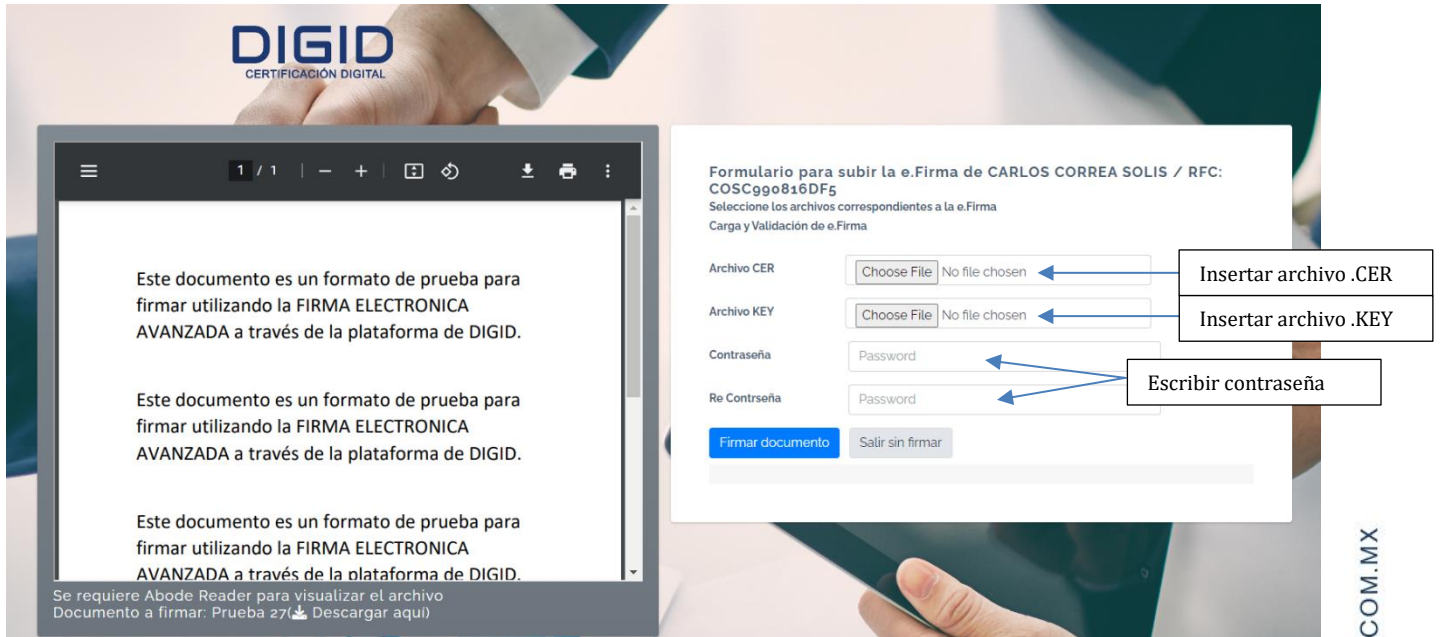 DIGID
CERTIFICACIÓN DIGITAL
1 / 1
Este documento es un formato de prueba para
firmar utilizando la FIRMA ELECTRONICA
AVANZADA a través de la plataforma de DIGID.
Este documento es un formato de prueba para
firmar utilizando la FIRMA ELECTRONICA
AVANZADA a través de la plataforma de DIGID.
Este documento es un formato de prueba para
firmar utilizando la FIRMA ELECTRONICA
AVANZADA a través de la plataforma de DIGID.
Se requiere Abode Reader para visualizar el archivo
Documento a firmar: Prueba 27( Descargar aquí)
Formulario para subir la e.Firma de CARLOS CORREA SOLIS / RFC:
COSC990816DF5
Seleccione los archivos correspondientes a la e.Firma
Carga y Validación de e.Firma
Archivo CER Choose File No file chosen
Insertar archivo .CER
Archivo KEY Choose File No file chosen
Insertar archivo .KEY
Contraseña Password
Escribir contraseña
Re Contrseña Password
Firmar documento Salir sin firmar
COM.MX